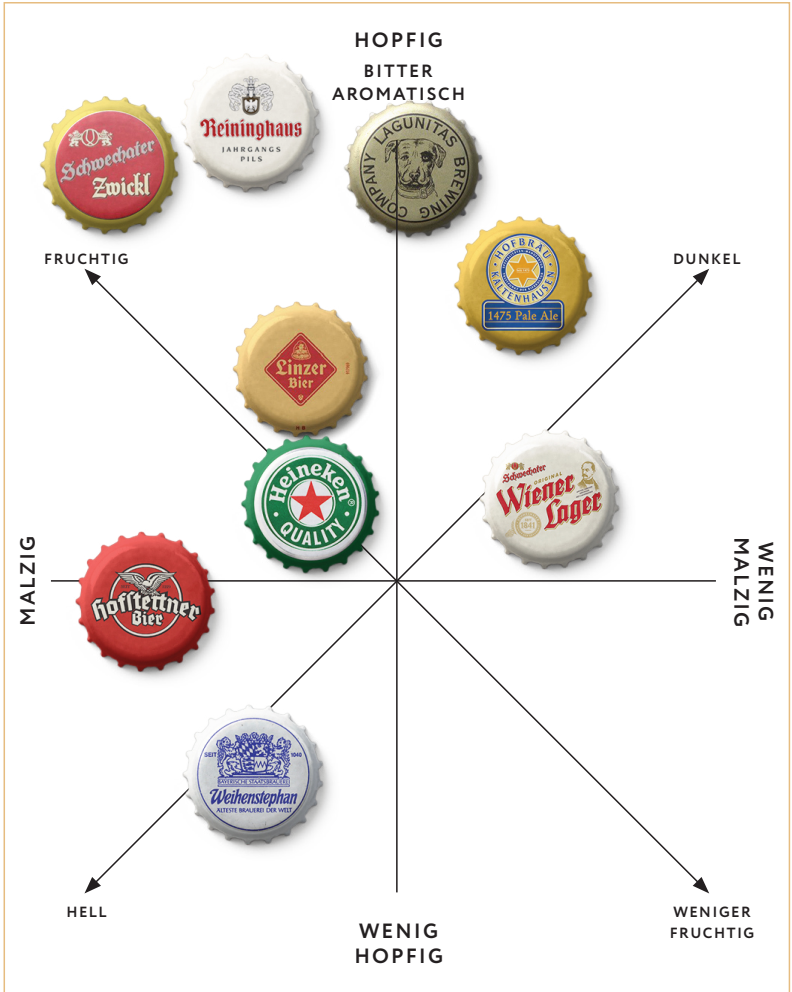 HOPFIG
BITTER
AROMATISCH
Schwechater
Zwickl
Reininghaus
JAHRGANGS
PILS
LAGUNITAS BREWING COMPANY
HOFBRÄU
KALTENHAUSEN
1475 Pale Ale
FRUCHTIG
DUNKEL
Linzer
Bier
Heineken
QUALITY
Schwechater
ORIGINAL
Wiener
Lager
1841
MALZIG
WENIG
MALZIG
Hofstettner
Bier
SEIT 1040
BAYERISCHE STAATSBRAUEREI
Weihenstephan
ÄLTESTE BRAUEREI DER WELT
HELL
WENIGER
FRUCHTIG
WENIG
HOPFIG